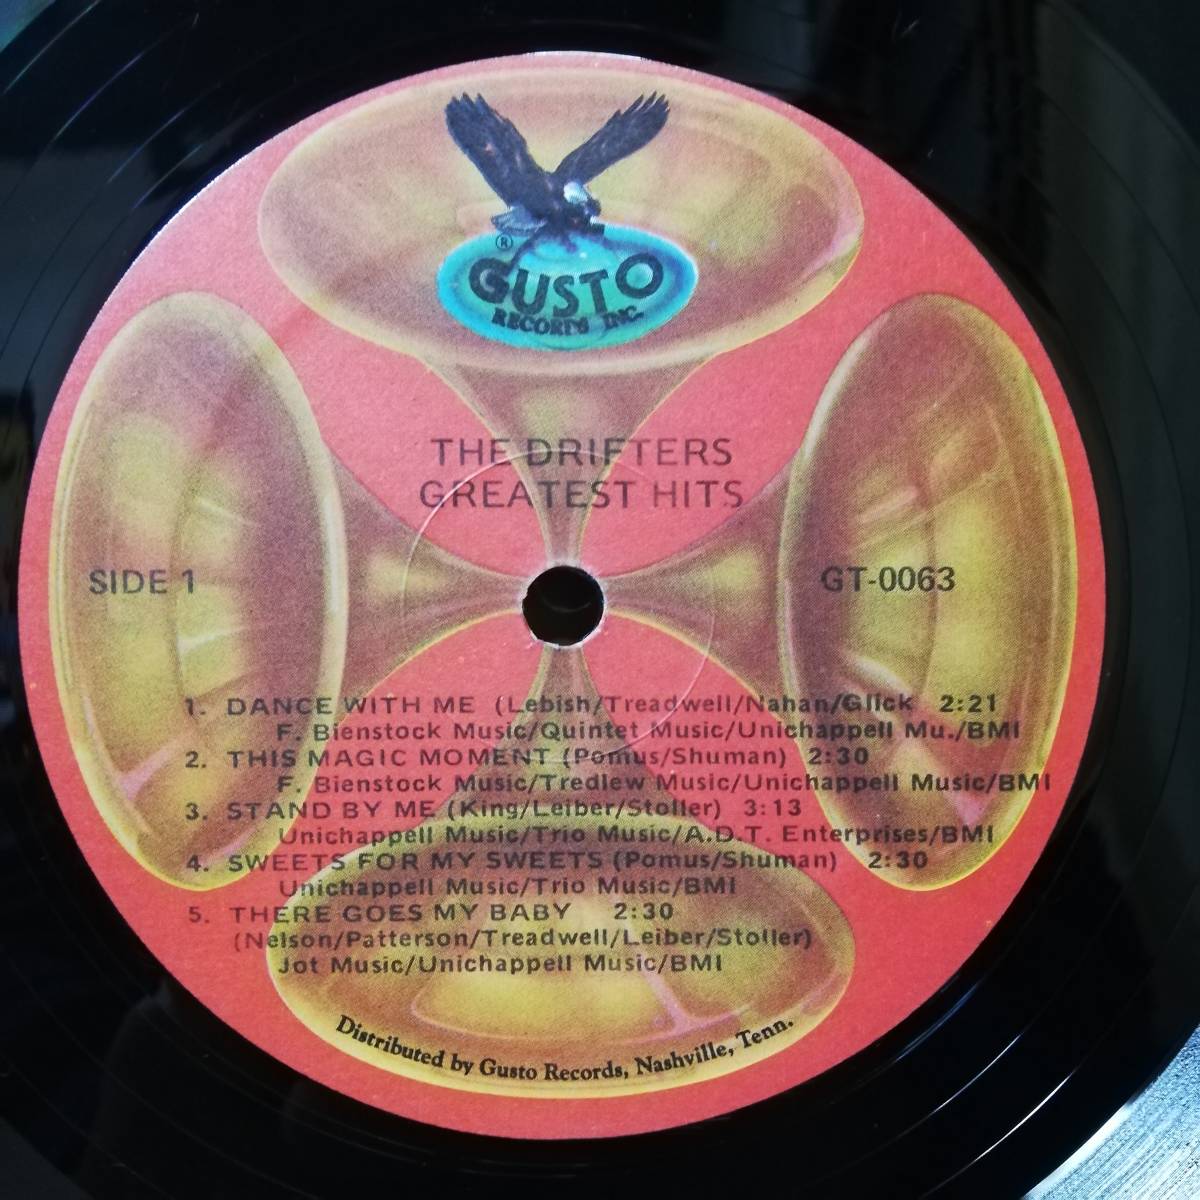 ®
GUSTO
RECORDS INC.
THE DRIFTERS
GREATEST HITS
SIDE 1
GT-0063
1. DANCE WITH ME (Lebish/Treadwell/Nahan/Glick 2:21
F. Bienstock Music/Quintet Music/Unichappell Mu./BMI
2. THIS MAGIC MOMENT (Pomus/Shuman) 2:30
F. Bienstock Music/Tredlew Music/Unichappell Music/BMI
3. STAND BY ME (King/Leiber/Stoller) 3:13
Unichappell Music/Trio Music/A.D.T. Enterprises/BMI
4. SWEETS FOR MY SWEETS (Pomus/Shuman) 2:30
Unichappell Music/Trio Music/BMI
5. THERE GOES MY BABY 2:30
(Nelson/Patterson/Treadwell/Leiber/Stoller)
Jot Music/Unichappell Music/BMI
Distributed by Gusto Records, Nashville, Tenn.